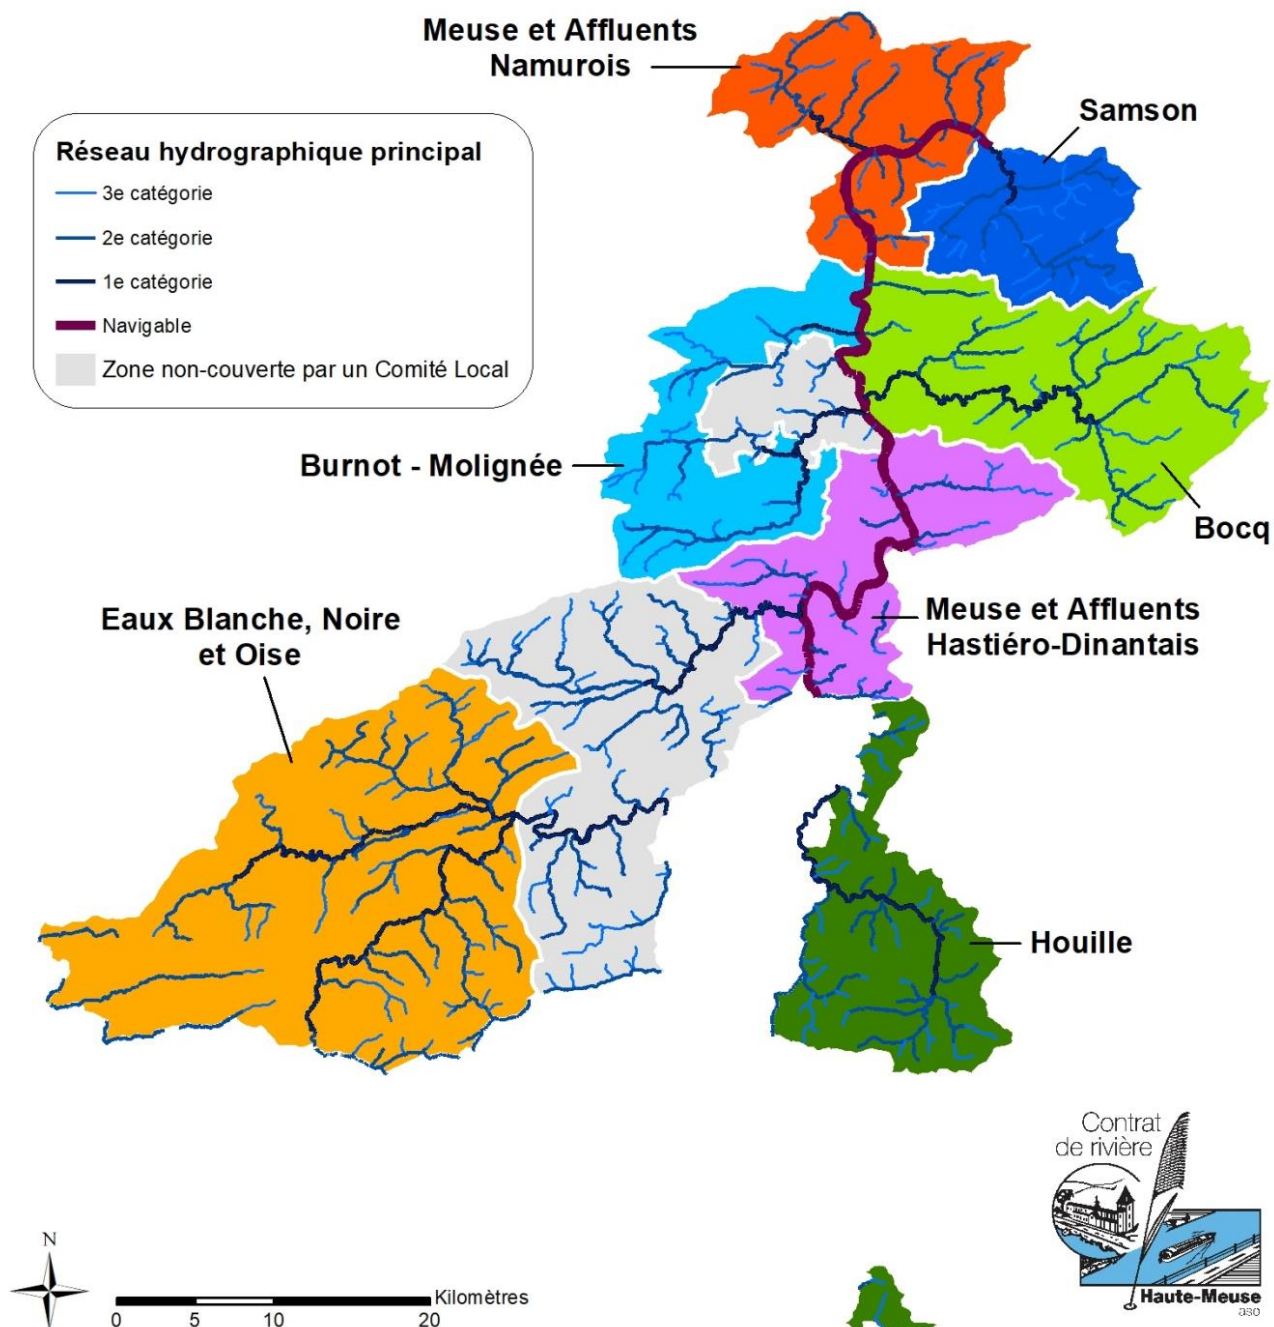 Meuse et Affluents
Namurois
Samson
Réseau hydrographique principal
3e catégorie
2e catégorie
1e catégorie
Navigable
Zone non-couverte par un Comité Local
Burnot - Molignée
Bocq
Eaux Blanche, Noire
et Oise
Meuse et Affluents
Hastiéro-Dinantais
Houille
Contrat
de rivière
Haute-Meuse
N
Kilomètres
0 5 10 20